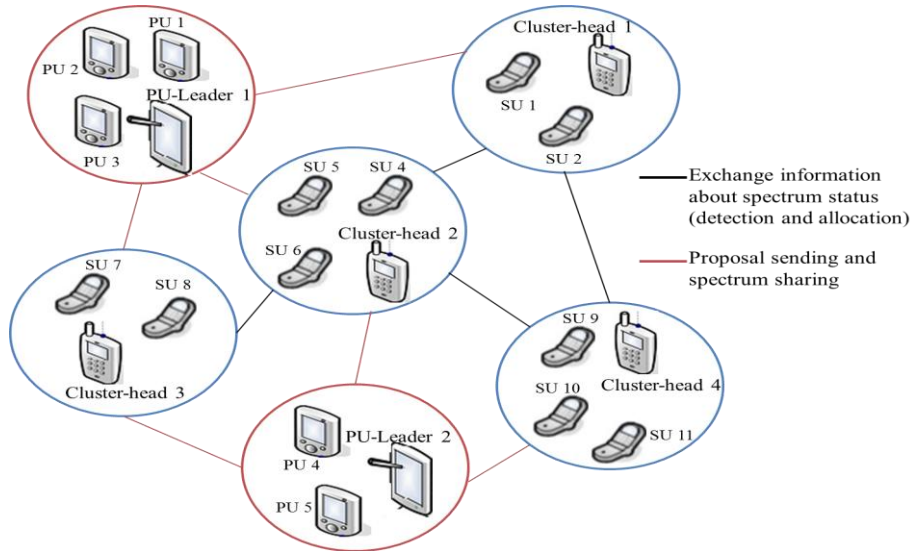 PU 1
PU 2
PU-Leader 1
PU 3
Cluster-head 1
SU 1
SU 2
SU 5
SU 4
Cluster-head 2
SU 6
Exchange information
about spectrum status
(detection and allocation)
Proposal sending and
spectrum sharing
SU 7
SU 8
Cluster-head 3
SU 9
Cluster-head 4
SU 10
SU 11
PU-Leader 2
PU 4
PU 5